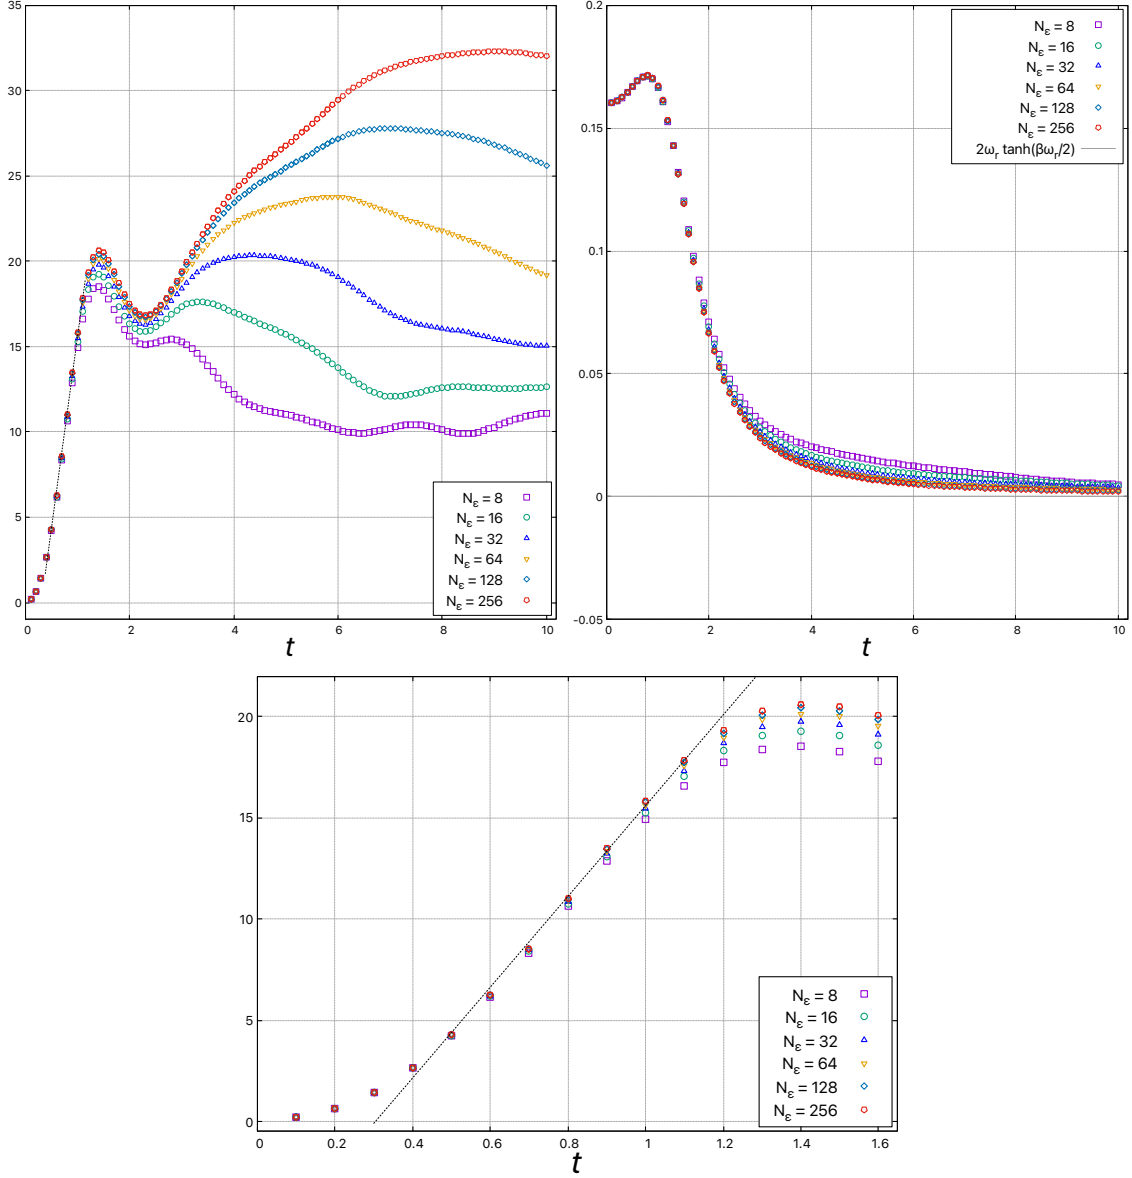 35
30
25
20
15
10
5
0
N_ε = 8
N_ε = 16
N_ε = 32
N_ε = 64
N_ε = 128
N_ε = 256
0 2 4 6 8 10
t
0.2
0.15
0.1
0.05
0
-0.05
N_ε = 8
N_ε = 16
N_ε = 32
N_ε = 64
N_ε = 128
N_ε = 256
2ω_r tanh(βω_r/2)
0 2 4 6 8 10
t
20
15
10
5
0
N_ε = 8
N_ε = 16
N_ε = 32
N_ε = 64
N_ε = 128
N_ε = 256
0 0.2 0.4 0.6 0.8 1 1.2 1.4 1.6
t